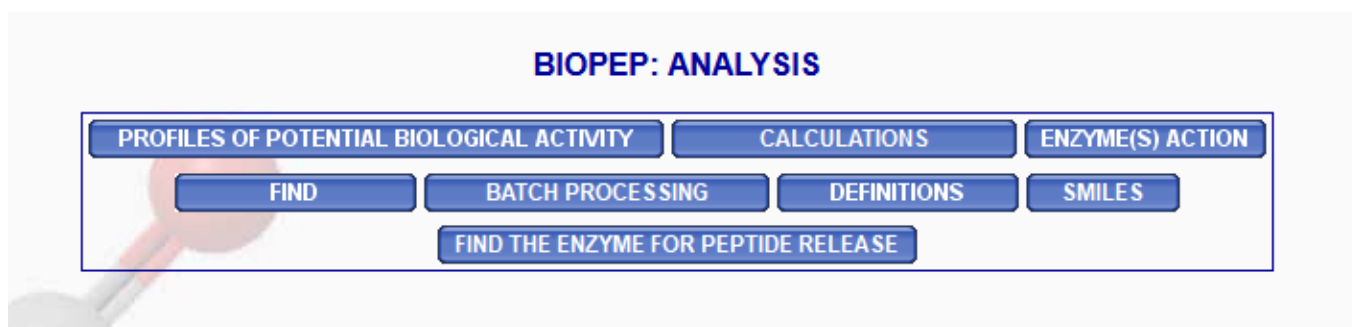 BIOPEP: ANALYSIS
PROFILES OF POTENTIAL BIOLOGICAL ACTIVITY CALCULATIONS ENZYME(S) ACTION
FIND BATCH PROCESSING DEFINITIONS SMILES
FIND THE ENZYME FOR PEPTIDE RELEASE